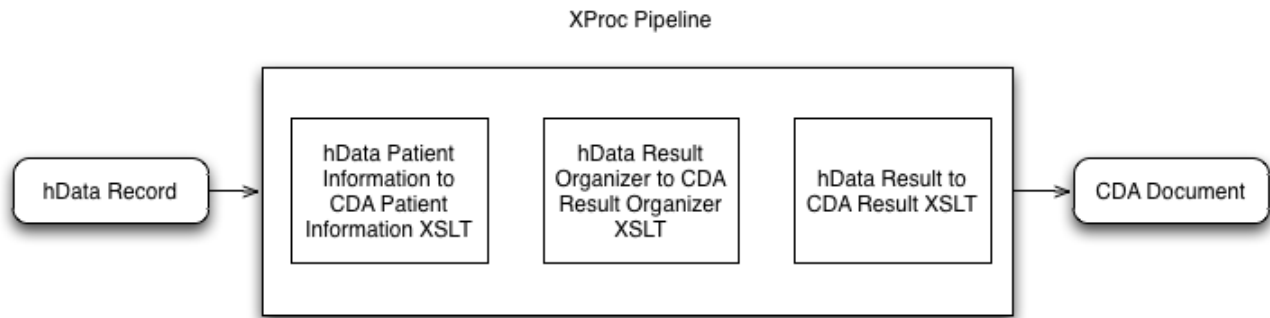 XProc Pipeline
hData Record
hData Patient
Information to
CDA Patient
Information XSLT
hData Result
Organizer to CDA
Result Organizer
XSLT
hData Result to
CDA Result XSLT
CDA Document